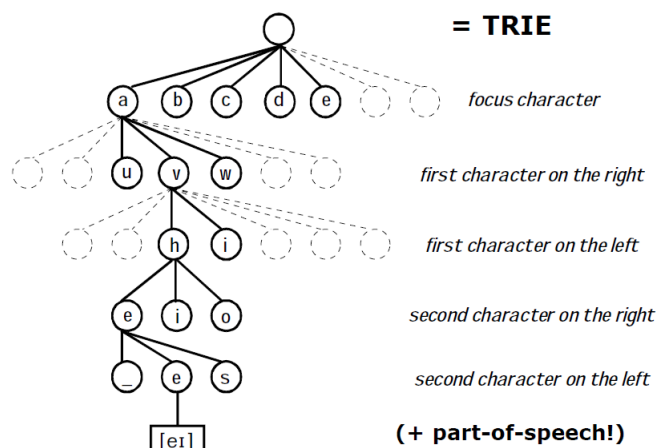 = TRIE
a b c d e focus character
u v w first character on the right
h i first character on the left
e i o second character on the right
_ e s second character on the left
[eɪ] (+ part-of-speech!)